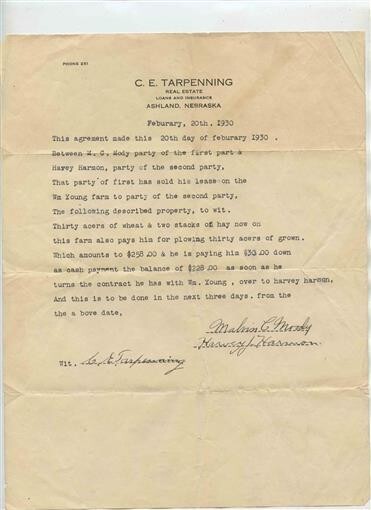 PHONE 251
C. E. TARPENNING
REAL ESTATE
LOANS AND INSURANCE
ASHLAND, NEBRASKA
Feburary, 20th. 1930
This agrement made this 20th day of feburary 1930 .
Between M. C. Mody party of the first part &
Harey Harmon, party of the second party,
That party of first has sold his lease on the
Wm Young farm to party of the second party,
The following described property, to wit.
Thirty acers of wheat & two stacks of hay now on
this farm also pays him for plowing thirty acers of grown.
Which amounts to $258.00 & he is paying him $30.00 down
as cash payment the balance of $228.00 as soon as he
turns the contract he has with Wm. Young , over to harvey harmon,
And this is to be done in the next three days, from the
the a bove date,
C. Mosdy
Harvey J. Harmon.
Wit. C. E. Tarpenning